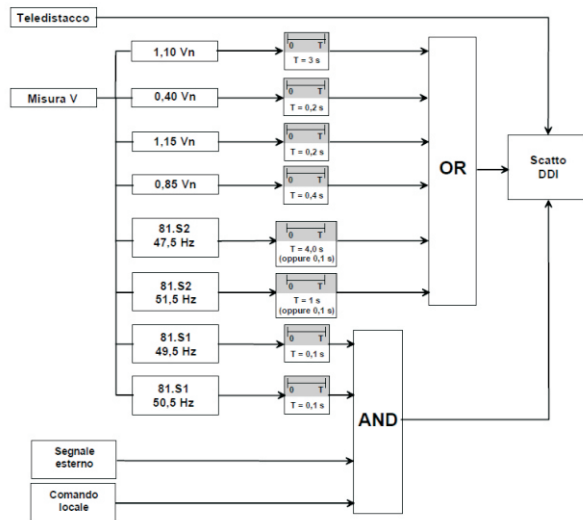 Teledistacco
Misura V
1,10 Vn
0 T
T = 3 s
0,40 Vn
0 T
T = 0,2 s
1,15 Vn
0 T
T = 0,2 s
0,85 Vn
0 T
T = 0,4 s
81.S2
47,5 Hz
0 T
T = 4,0 s
(oppure 0,1 s)
81.S2
51,5 Hz
0 T
T = 1 s
(oppure 0,1 s)
81.S1
49,5 Hz
0 T
T = 0,1 s
81.S1
50,5 Hz
0 T
T = 0,1 s
OR
AND
Scatto
DDI
Segnale
esterno
Comando
locale